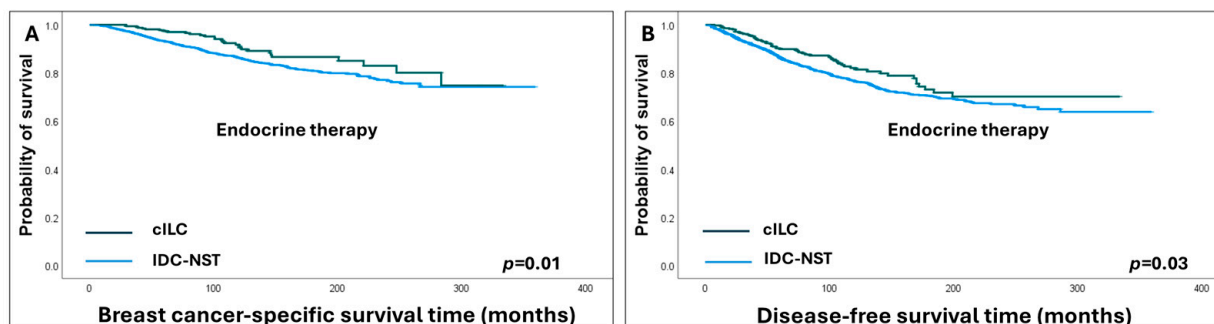 A
Probability of survival
1.0
0.8
0.6
0.4
0.2
0.0
Endocrine therapy
cILC
IDC-NST
p=0.01
0 100 200 300 400
Breast cancer-specific survival time (months)
B
Probability of survival
1.0
0.8
0.6
0.4
0.2
0.0
Endocrine therapy
cILC
IDC-NST
p=0.03
0 100 200 300 400
Disease-free survival time (months)